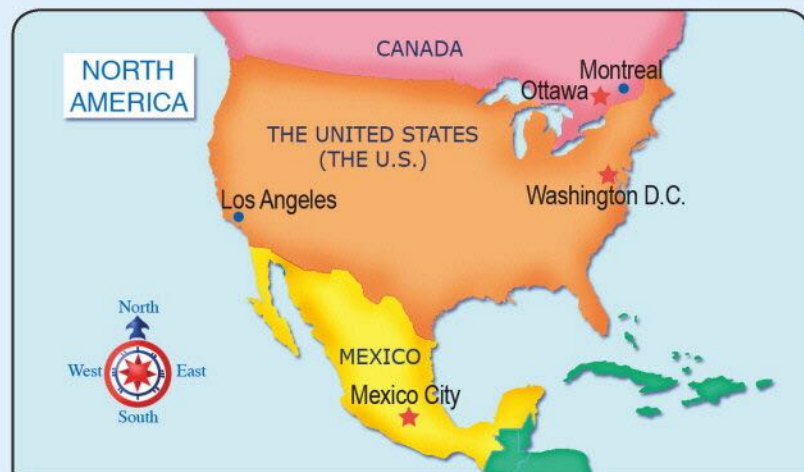 NORTH
AMERICA
CANADA
Montreal
Ottawa
THE UNITED STATES
(THE U.S.)
Washington D.C.
Los Angeles
North
West
East
South
MEXICO
Mexico City